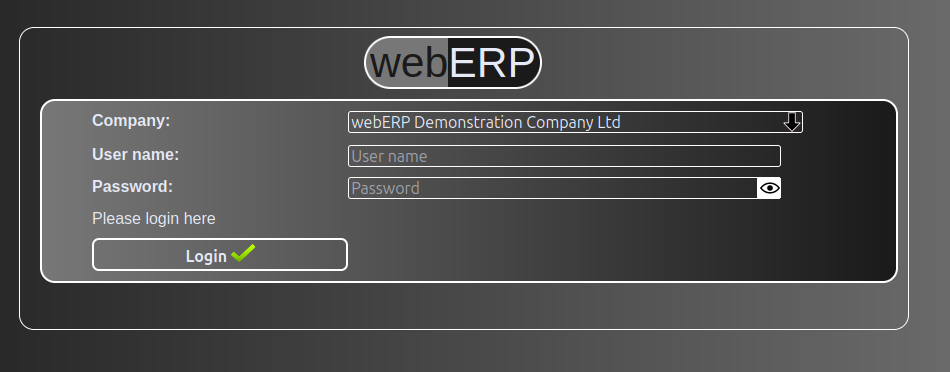 webERP
Company: webERP Demonstration Company Ltd
User name: User name
Password: Password
Please login here
Login